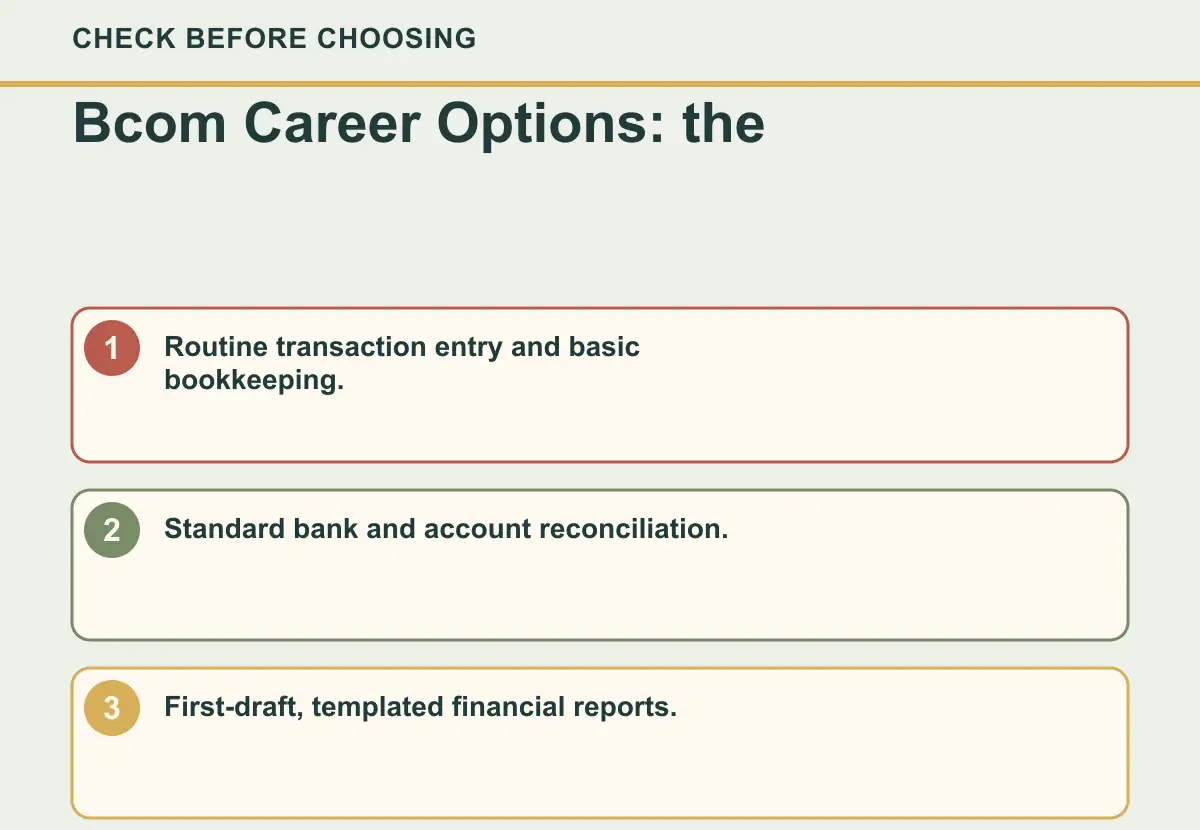 CHECK BEFORE CHOOSING
Bcom Career Options: the
1
Routine transaction entry and basic
bookkeeping.
2
Standard bank and account reconciliation.
3
First-draft, templated financial reports.